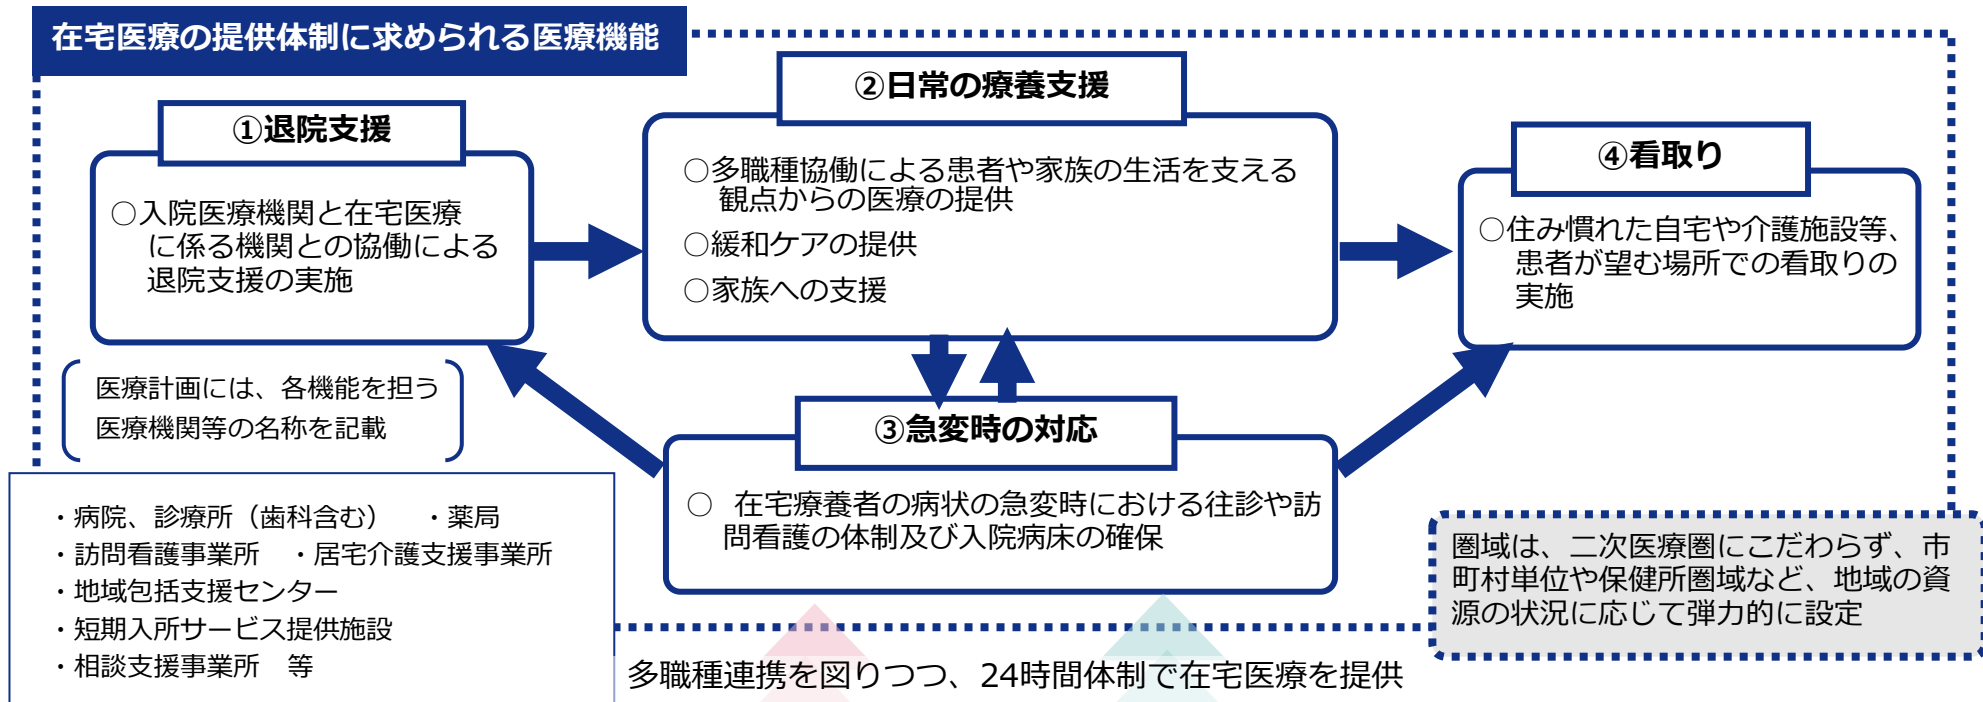 在宅医療の提供体制に求められる医療機能
①退院支援
○入院医療機関と在宅医療
に係る機関との協働による
退院支援の実施
②日常の療養支援
○多職種協働による患者や家族の生活を支える
観点からの医療の提供
○緩和ケアの提供
○家族への支援
④看取り
○住み慣れた自宅や介護施設等、
患者が望む場所での看取りの
実施
医療計画には、各機能を担う
医療機関等の名称を記載
③急変時の対応
○ 在宅療養者の病状の急変時における往診や訪
問看護の体制及び入院病床の確保
・病院、診療所（歯科含む） ・薬局
・訪問看護事業所 ・居宅介護支援事業所
・地域包括支援センター
・短期入所サービス提供施設
・相談支援事業所 等
圏域は、二次医療圏にこだわらず、市
町村単位や保健所圏域など、地域の資
源の状況に応じて弾力的に設定
多職種連携を図りつつ、24時間体制で在宅医療を提供